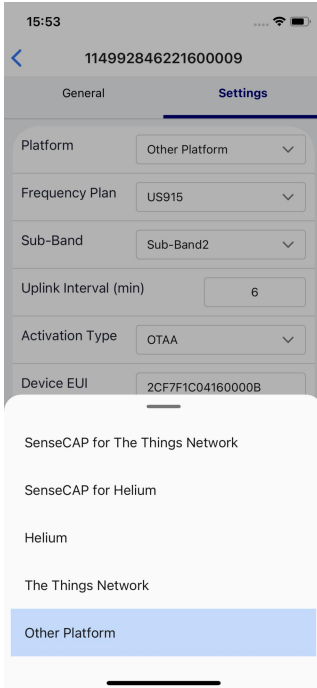 15:53
114992846221600009
General Settings
Platform Other Platform
Frequency Plan US915
Sub-Band Sub-Band2
Uplink Interval (min) 6
Activation Type OTAA
Device EUI 2CF7F1C04160000B
SenseCAP for The Things Network
SenseCAP for Helium
Helium
The Things Network
Other Platform